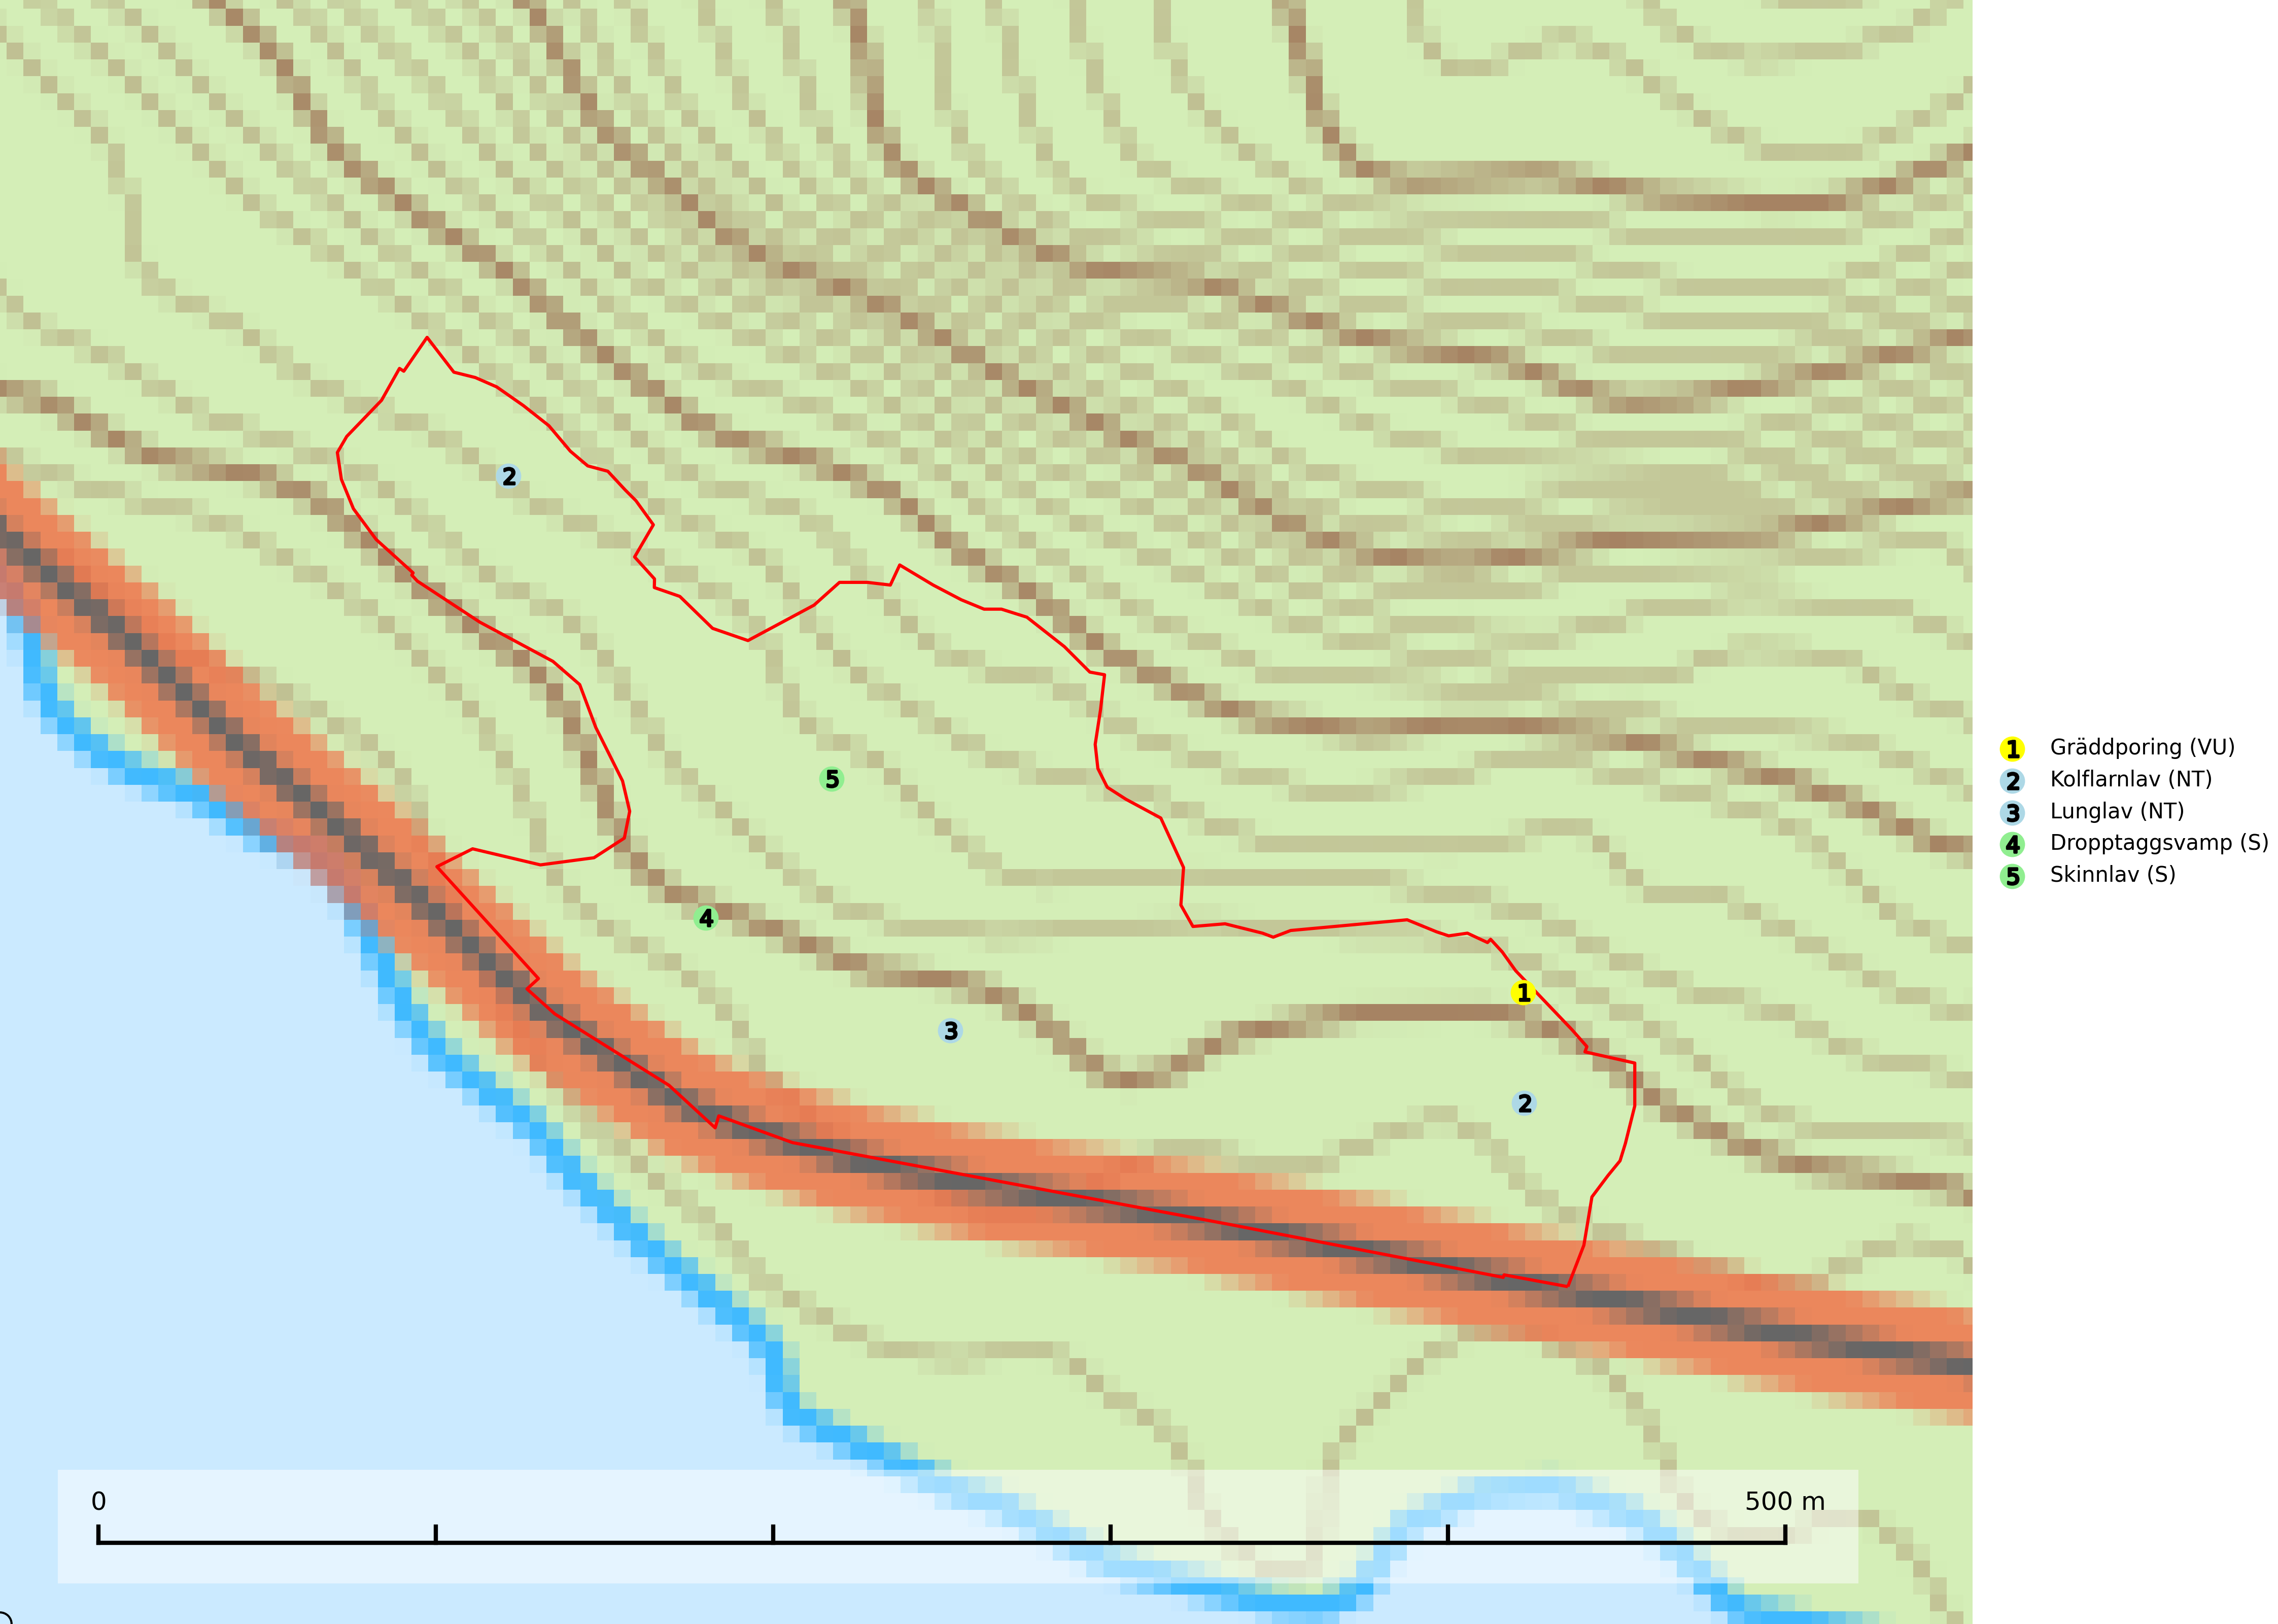 2
5
4
1
3
2
0
500 m
1 Gräddporing (VU)
2 Kolflarnlav (NT)
3 Lunglav (NT)
4 Dropptaggsvamp (S)
5 Skinnlav (S)